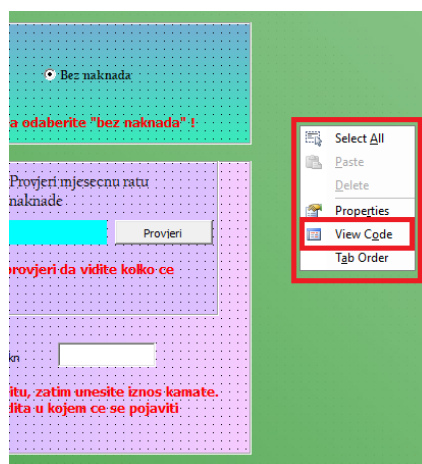 Bez naknada
a odaberite "bez naknada" !
Provjeri mjesecnu ratu
naknade
Provjeri
provjeri da vidite kolko ce
kn
itu, zatim unesite iznos kamate.
dita u kojem ce se pojaviti
Select All
Paste
Delete
Properties
View Code
Tab Order